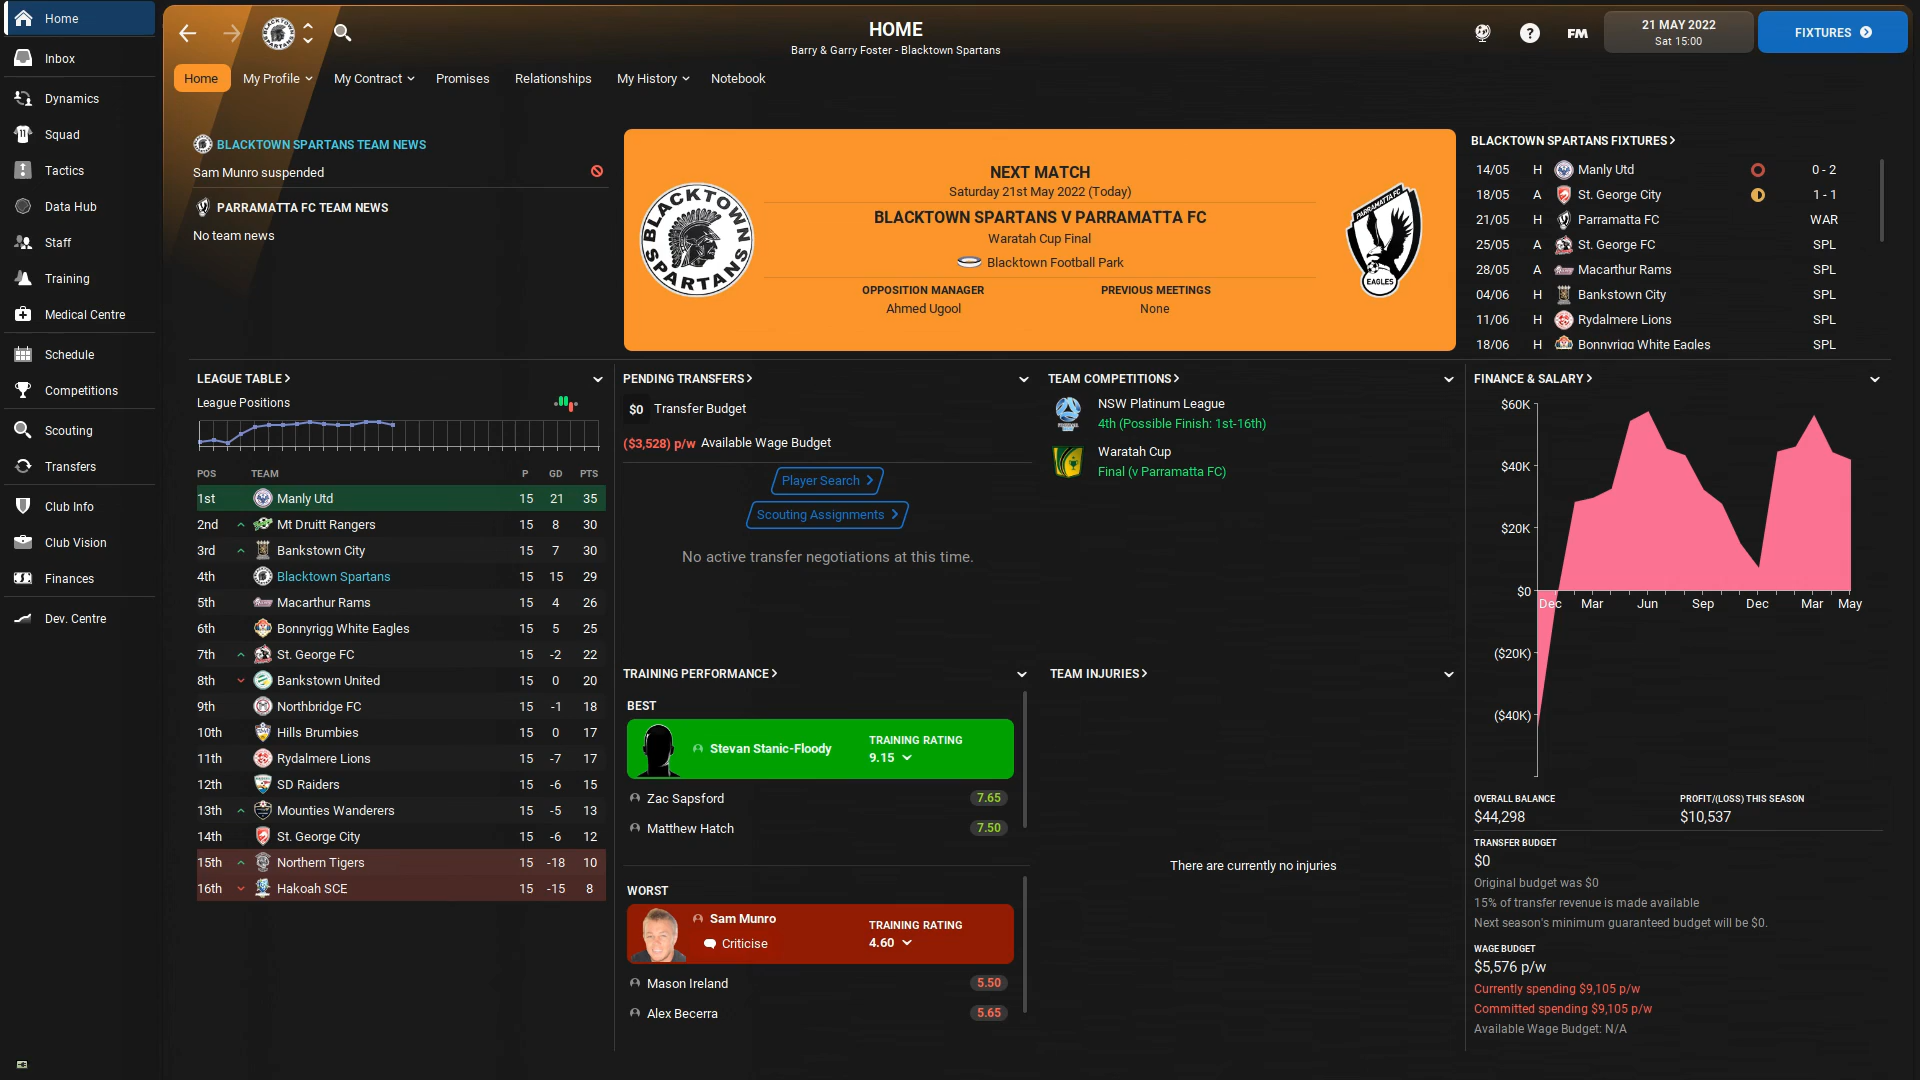 Home
Inbox
Dynamics
Squad
Tactics
Data Hub
Staff
Training
Medical Centre
Schedule
Competitions
Scouting
Transfers
Club Info
Club Vision
Finances
Dev. Centre
HOME
Barry & Garry Foster - Blacktown Spartans
?
FM
21 MAY 2022
Sat 15:00
FIXTURES
Home
My Profile
My Contract
Promises
Relationships
My History
Notebook
BLACKTOWN SPARTANS TEAM NEWS
Sam Munro suspended
PARRAMATTA FC TEAM NEWS
No team news
BLACKTOWN SPARTANS
NEXT MATCH
Saturday 21st May 2022 (Today)
BLACKTOWN SPARTANS V PARRAMATTA FC
Waratah Cup Final
Blacktown Football Park
OPPOSITION MANAGER
Ahmed Ugool
PREVIOUS MEETINGS
None
PARRAMATTA FC
EAGLES
BLACKTOWN SPARTANS FIXTURES
14/05 H Manly Utd 0 - 2
18/05 A St. George City 1 - 1
21/05 H Parramatta FC WAR
25/05 A St. George FC SPL
28/05 A Macarthur Rams SPL
04/06 H Bankstown City SPL
11/06 H Rydalmere Lions SPL
18/06 H Bonnyrigg White Eagles SPL
LEAGUE TABLE
League Positions
POS TEAM P GD PTS
1st Manly Utd 15 21 35
2nd Mt Druitt Rangers 15 8 30
3rd Bankstown City 15 7 30
4th Blacktown Spartans 15 15 29
5th Macarthur Rams 15 4 26
6th Bonnyrigg White Eagles 15 5 25
7th St. George FC 15 -2 22
8th Bankstown United 15 0 20
9th Northbridge FC 15 -1 18
10th Hills Brumbies 15 0 17
11th Rydalmere Lions 15 -7 17
12th SD Raiders 15 -6 15
13th Mounties Wanderers 15 -5 13
14th St. George City 15 -6 12
15th Northern Tigers 15 -18 10
16th Hakoah SCE 15 -15 8
PENDING TRANSFERS
$0 Transfer Budget
($3,528) p/w Available Wage Budget
Player Search
Scouting Assignments
No active transfer negotiations at this time.
TEAM COMPETITIONS
NSW Platinum League
4th (Possible Finish: 1st-16th)
Waratah Cup
Final (v Parramatta FC)
TRAINING PERFORMANCE
BEST
Stevan Stanic-Floody
TRAINING RATING
9.15
Zac Sapsford 7.65
Matthew Hatch 7.50
WORST
Sam Munro
Criticise
TRAINING RATING
4.60
Mason Ireland 5.50
Alex Becerra 5.65
TEAM INJURIES
There are currently no injuries
FINANCE & SALARY
$60K
$40K
$20K
$0
($20K)
($40K)
Dec Mar Jun Sep Dec Mar May
OVERALL BALANCE
$44,298
PROFIT/(LOSS) THIS SEASON
$10,537
TRANSFER BUDGET
$0
Original budget was $0
15% of transfer revenue is made available
Next season's minimum guaranteed budget will be $0.
WAGE BUDGET
$5,576 p/w
Currently spending $9,105 p/w
Committed spending $9,105 p/w
Available Wage Budget: N/A